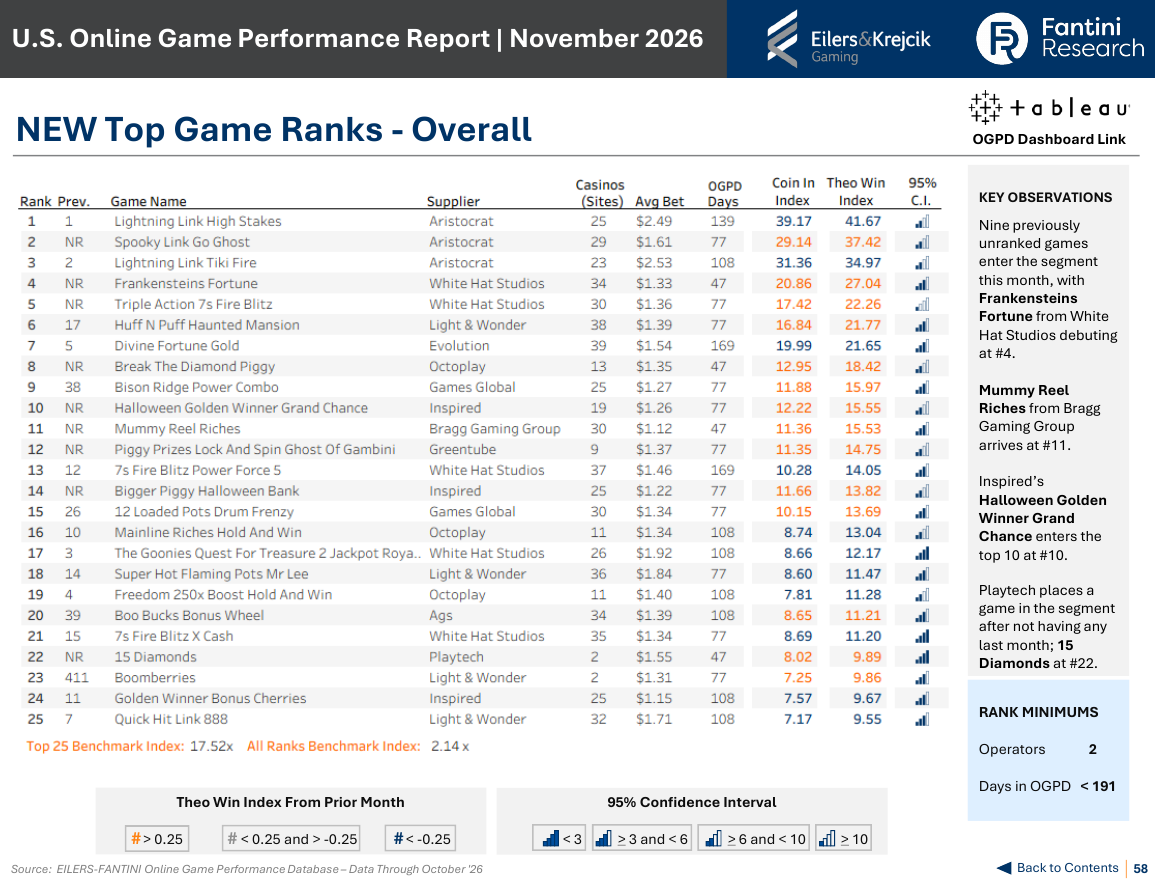 U.S. Online Game Performance Report | November 2026
Eilers&Krejcik
Gaming
Fantini
Research
NEW Top Game Ranks - Overall
+ a b l e a u
OGPD Dashboard Link
Rank Prev. Game Name Supplier Casinos (Sites) Avg Bet OGPD Days Coin In Index Theo Win Index 95% C.I.
1 1 Lightning Link High Stakes Aristocrat 25 $2.49 139 39.17 41.67
2 NR Spooky Link Go Ghost Aristocrat 29 $1.61 77 29.14 37.42
3 2 Lightning Link Tiki Fire Aristocrat 23 $2.53 108 31.36 34.97
4 NR Frankensteins Fortune White Hat Studios 34 $1.33 47 20.86 27.04
5 NR Triple Action 7s Fire Blitz White Hat Studios 30 $1.36 77 17.42 22.26
6 17 Huff N Puff Haunted Mansion Light & Wonder 38 $1.39 77 16.84 21.77
7 5 Divine Fortune Gold Evolution 39 $1.54 169 19.99 21.65
8 NR Break The Diamond Piggy Octoplay 13 $1.35 47 12.95 18.42
9 38 Bison Ridge Power Combo Games Global 25 $1.27 77 11.88 15.97
10 NR Halloween Golden Winner Grand Chance Inspired 19 $1.26 77 12.22 15.55
11 NR Mummy Reel Riches Bragg Gaming Group 30 $1.12 47 11.36 15.53
12 NR Piggy Prizes Lock And Spin Ghost Of Gambini Greentube 9 $1.37 77 11.35 14.75
13 12 7s Fire Blitz Power Force 5 White Hat Studios 37 $1.46 169 10.28 14.05
14 NR Bigger Piggy Halloween Bank Inspired 25 $1.22 77 11.66 13.82
15 26 12 Loaded Pots Drum Frenzy Games Global 30 $1.34 77 10.15 13.69
16 10 Mainline Riches Hold And Win Octoplay 11 $1.34 108 8.74 13.04
17 3 The Goonies Quest For Treasure 2 Jackpot Roya.. White Hat Studios 26 $1.92 108 8.66 12.17
18 14 Super Hot Flaming Pots Mr Lee Light & Wonder 36 $1.84 77 8.60 11.47
19 4 Freedom 250x Boost Hold And Win Octoplay 11 $1.40 108 7.81 11.28
20 39 Boo Bucks Bonus Wheel Ags 34 $1.39 108 8.65 11.21
21 15 7s Fire Blitz X Cash White Hat Studios 35 $1.34 77 8.69 11.20
22 NR 15 Diamonds Playtech 2 $1.55 47 8.02 9.89
23 411 Boomberries Light & Wonder 2 $1.31 77 7.25 9.86
24 11 Golden Winner Bonus Cherries Inspired 25 $1.15 108 7.57 9.67
25 7 Quick Hit Link 888 Light & Wonder 32 $1.71 108 7.17 9.55
Top 25 Benchmark Index: 17.52x All Ranks Benchmark Index: 2.14 x
KEY OBSERVATIONS
Nine previously
unranked games
enter the segment
this month, with
Frankensteins
Fortune from White
Hat Studios debuting
at #4.
Mummy Reel
Riches from Bragg
Gaming Group
arrives at #11.
Inspired’s
Halloween Golden
Winner Grand
Chance enters the
top 10 at #10.
Playtech places a
game in the segment
after not having any
last month; 15
Diamonds at #22.
RANK MINIMUMS
Operators 2
Days in OGPD < 191
Theo Win Index From Prior Month
# > 0.25 # < 0.25 and > -0.25 # < -0.25
95% Confidence Interval
< 3 ≥ 3 and < 6 ≥ 6 and < 10 ≥ 10
Source: EILERS-FANTINI Online Game Performance Database – Data Through October '26
Back to Contents 58